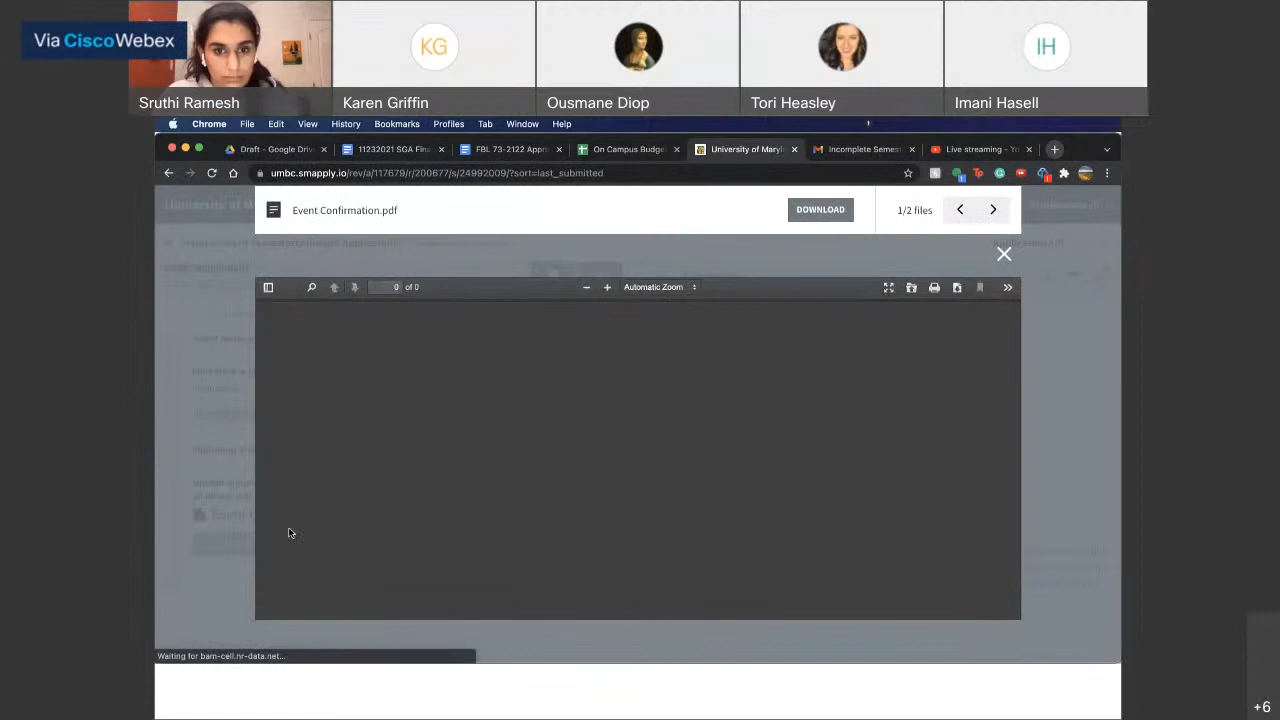 Via Cisco Webex
KG
IH
Sruthi Ramesh
Karen Griffin
Ousmane Diop
Tori Heasley
Imani Hasell
Chrome File Edit View History Bookmarks Profiles Tab Window Help
Draft - Google Driv
11232021 SGA Fina
FBL 73-2122 Appr
On Campus Budge
University of Maryl
Incomplete Semes
Live streaming - Yo
umbc.smapply.io/rev/a/117679/r/200677/s/24992009/?sort=last_submitted
Event Confirmation.pdf
DOWNLOAD
1/2 files
0 of 0
Automatic Zoom
Waiting for bam-cell.nr-data.net...
+6